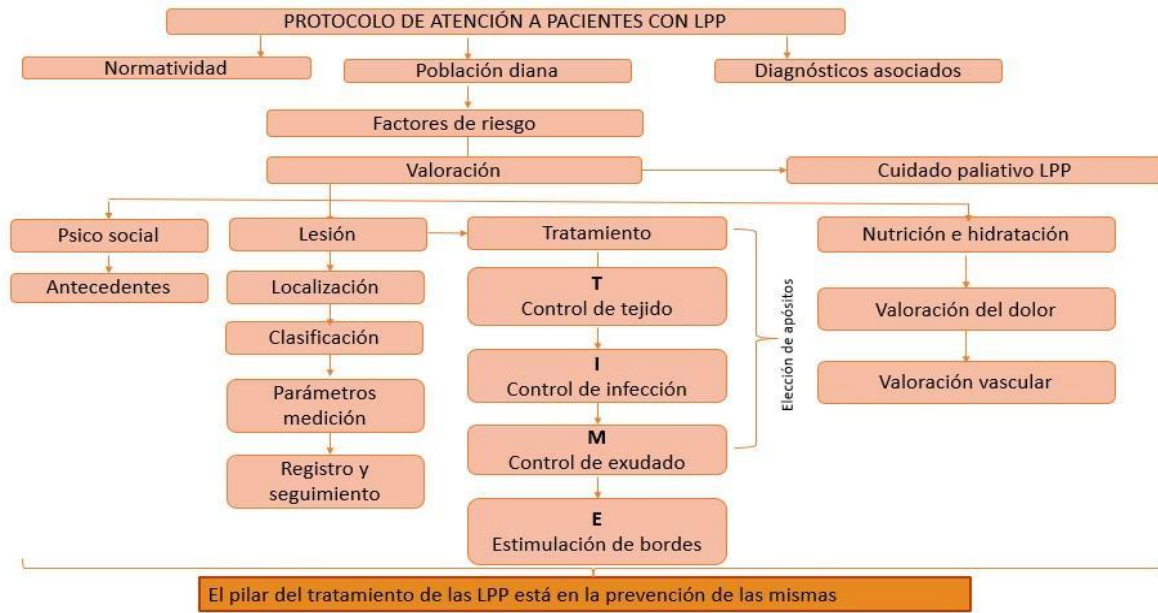 PROTOCOLO DE ATENCIÓN A PACIENTES CON LPP
Normatividad
Población diana
Diagnósticos asociados
Factores de riesgo
Valoración
Cuidado paliativo LPP
Psico social
Antecedentes
Lesión
Localización
Clasificación
Parámetros
medición
Registro y
seguimiento
Tratamiento
T
Control de tejido
I
Control de infección
M
Control de exudado
E
Estimulación de bordes
Elección de apósitos
Nutrición e hidratación
Valoración del dolor
Valoración vascular
El pilar del tratamiento de las LPP está en la prevención de las mismas